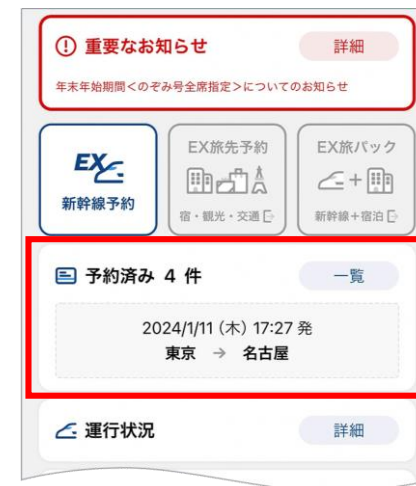 重要なお知らせ 詳細
年末年始期間<のぞみ号全席指定>についてのお知らせ
EX 新幹線予約
EX旅先予約
宿・観光・交通
EX旅パック
新幹線+宿泊
予約済み 4 件 一覧
2024/1/11 (木) 17:27 発
東京 → 名古屋
運行状況 詳細